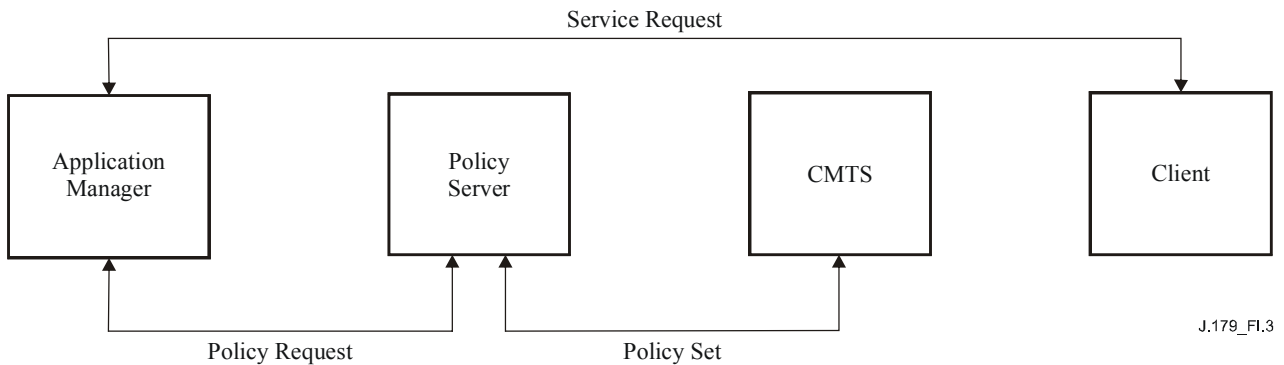 Service Request
Application
Manager
Policy
Server
CMTS
Client
Policy Request
Policy Set
J.179_FI.3